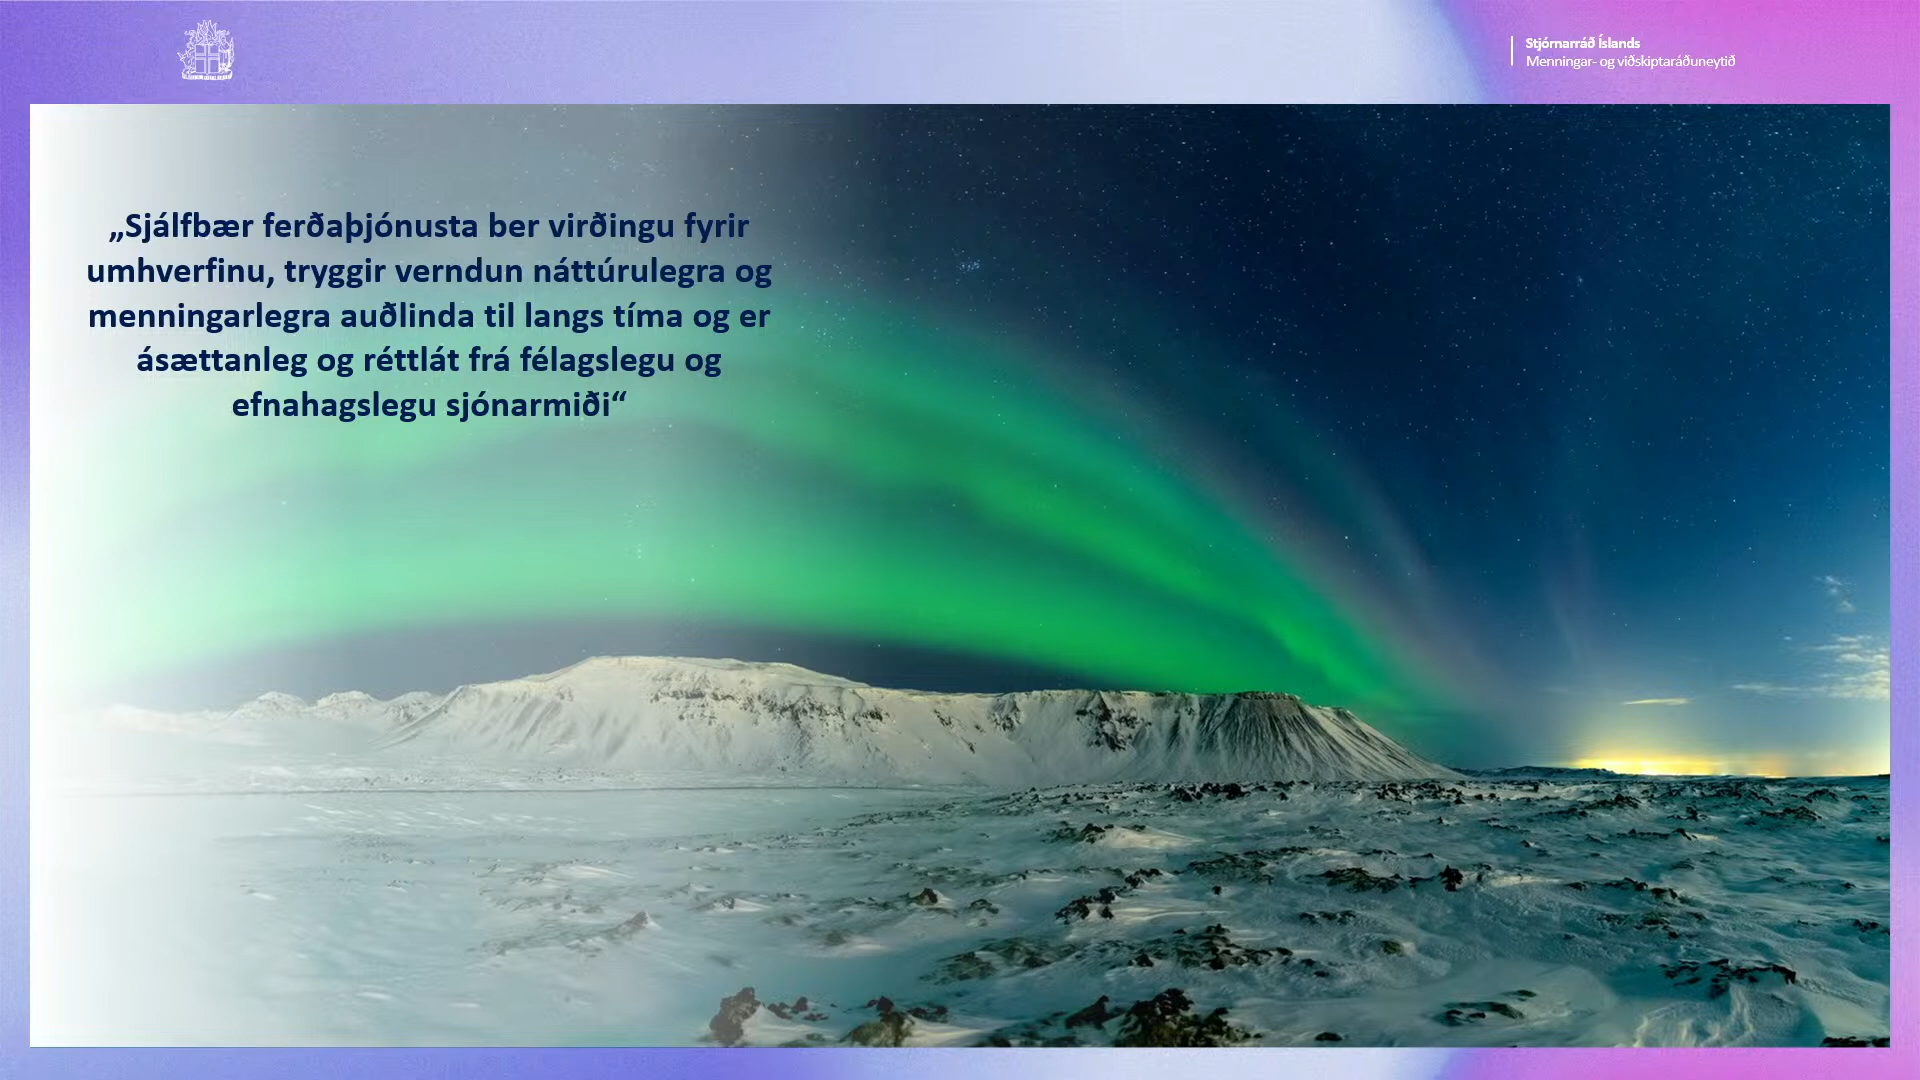 Stjórnarráð Íslands
Menningar- og viðskiptaráðuneytið
„Sjálfbær ferðaþjónusta ber virðingu fyrir
umhverfinu, tryggir verndun náttúrulegra og
menningarlegra auðlinda til langs tíma og er
ásættanleg og réttlát frá félagslegu og
efnahagslegu sjónarmiði“